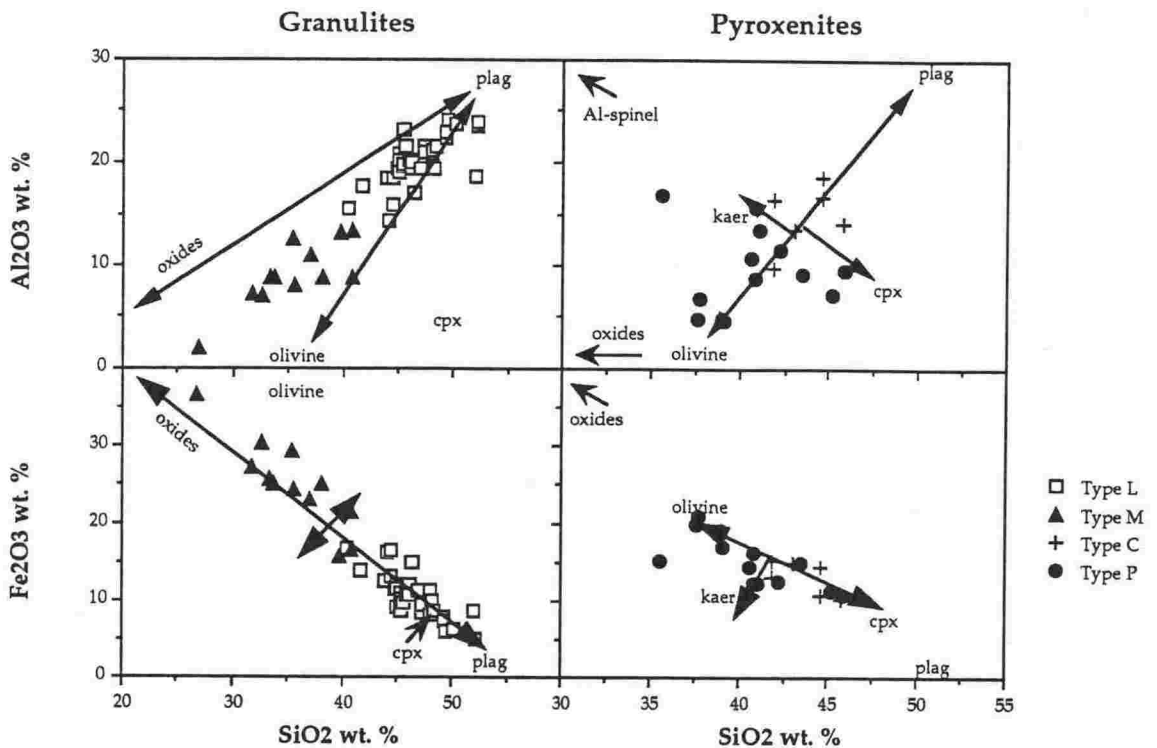 Granulites
Pyroxenites
Al2O3 wt. %
30
20
10
0
plag
oxides
olivine
cpx
Al-spinel
plag
kaer
cpx
oxides
olivine
Fe2O3 wt. %
30
20
10
0
olivine
oxides
cpx
plag
oxides
olivine
kaer
cpx
plag
20
30
40
50
30
35
40
45
50
55
SiO2 wt. %
SiO2 wt. %
Type L
Type M
Type C
Type P